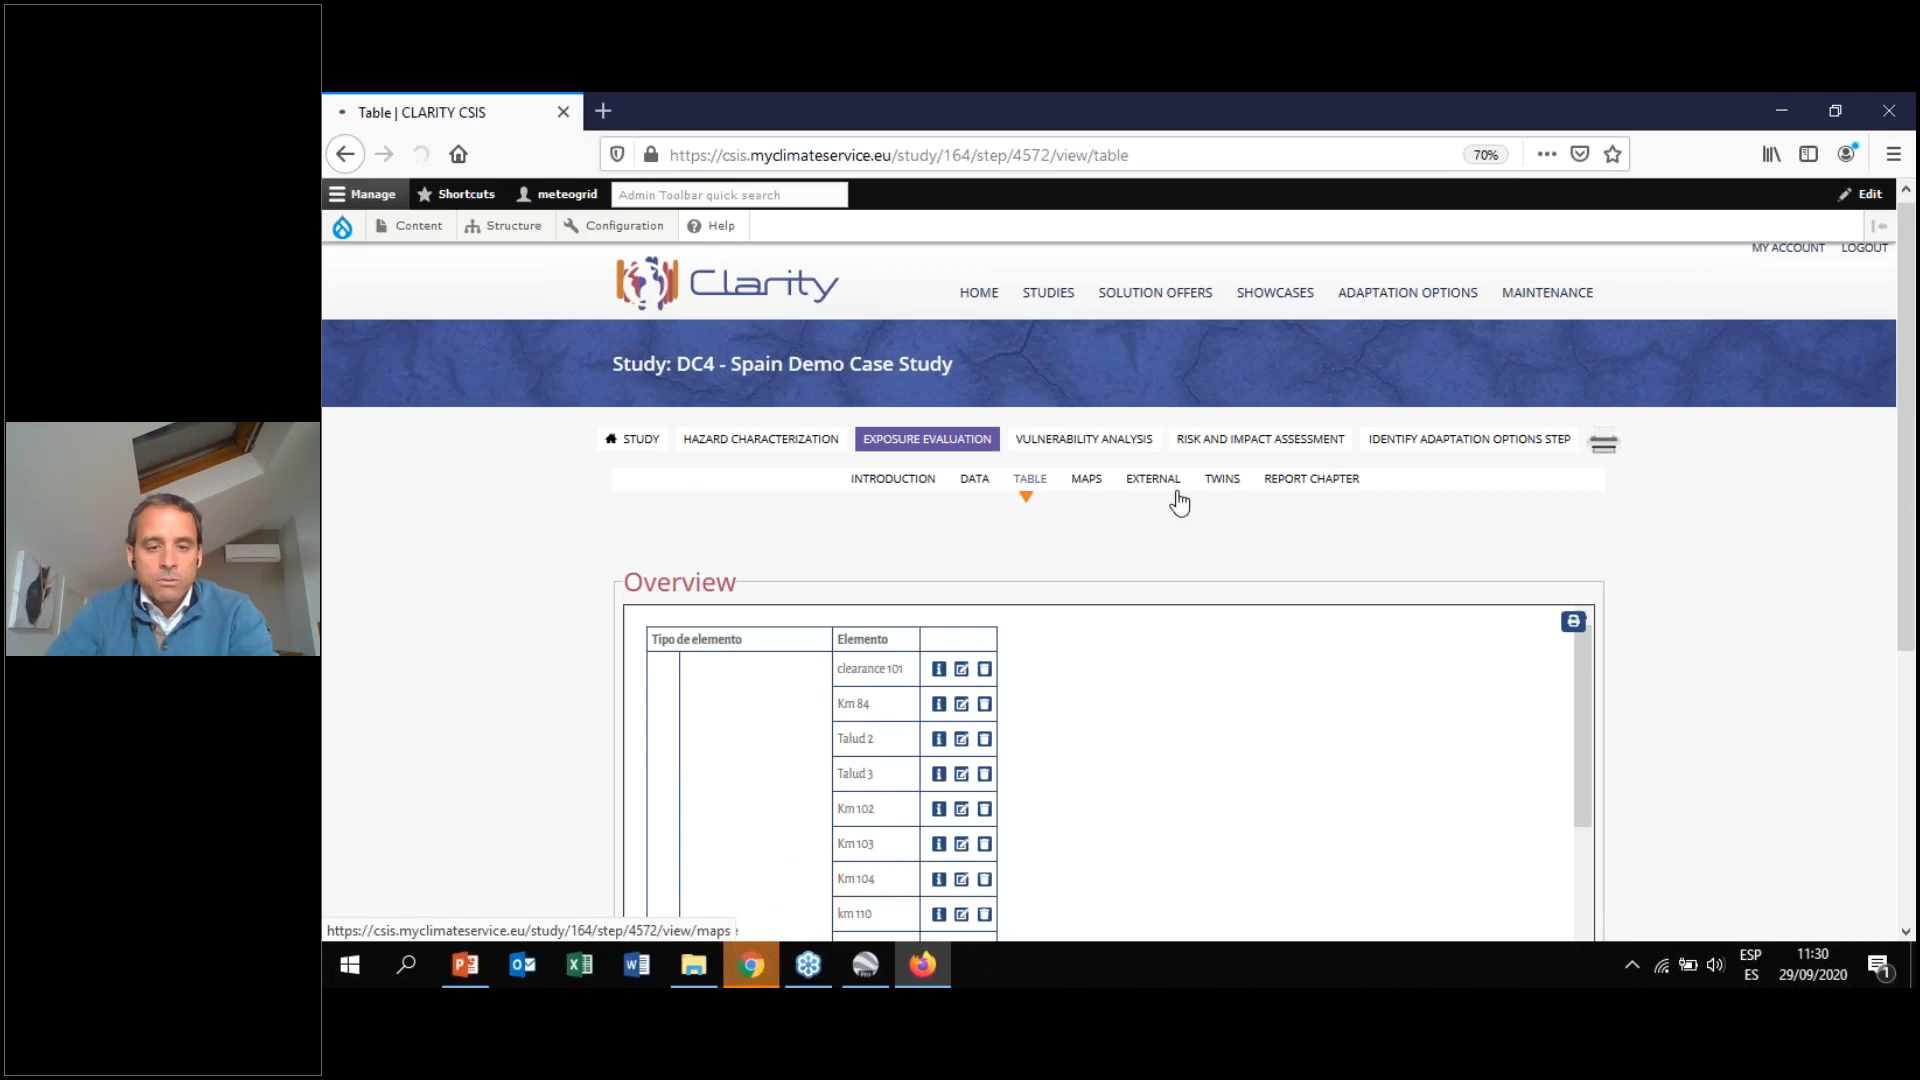 Table | CLARITY CSIS
https://csis.myclimateservice.eu/study/164/step/4572/view/table
70%
Manage
Shortcuts
meteogrid
Admin Toolbar quick search
Edit
Content
Structure
Configuration
Help
MY ACCOUNT
LOGOUT
Clarity
HOME
STUDIES
SOLUTION OFFERS
SHOWCASES
ADAPTATION OPTIONS
MAINTENANCE
Study: DC4 - Spain Demo Case Study
STUDY
HAZARD CHARACTERIZATION
EXPOSURE EVALUATION
VULNERABILITY ANALYSIS
RISK AND IMPACT ASSESSMENT
IDENTIFY ADAPTATION OPTIONS STEP
INTRODUCTION
DATA
TABLE
MAPS
EXTERNAL
TWINS
REPORT CHAPTER
Overview
Tipo de elemento
Elemento
clearance 101
Km 84
Talud 2
Talud 3
Km 102
Km 103
Km 104
km 110
https://csis.myclimateservice.eu/study/164/step/4572/view/maps
ESP
ES
11:30
29/09/2020
1